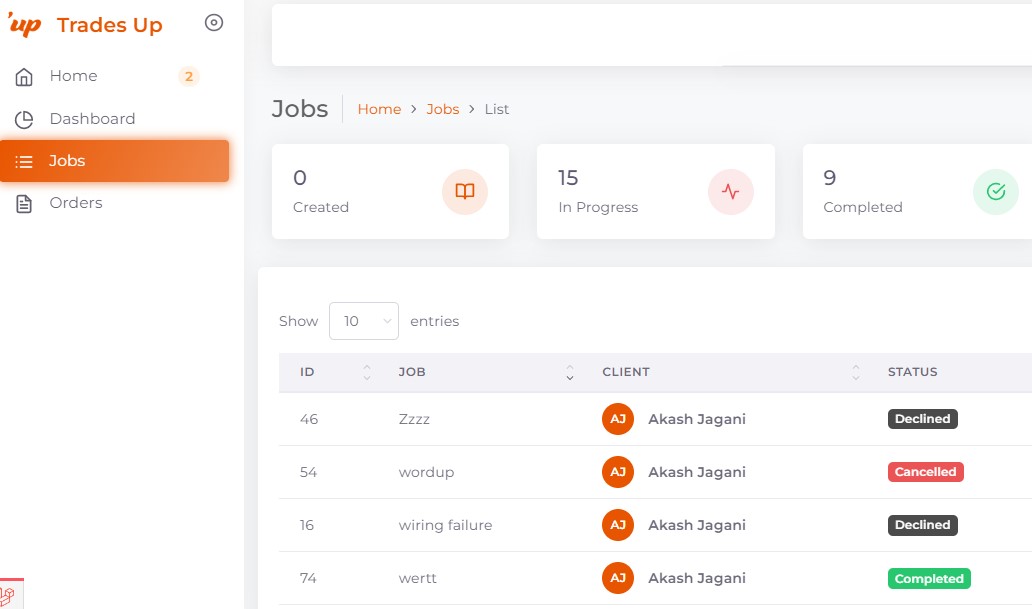 'up Trades Up
Home 2
Dashboard
Jobs
Orders
Jobs Home > Jobs > List
0
Created
15
In Progress
9
Completed
Show 10 entries
ID JOB CLIENT STATUS
46 Zzzz AJ Akash Jagani Declined
54 wordup AJ Akash Jagani Cancelled
16 wiring failure AJ Akash Jagani Declined
74 wertt AJ Akash Jagani Completed